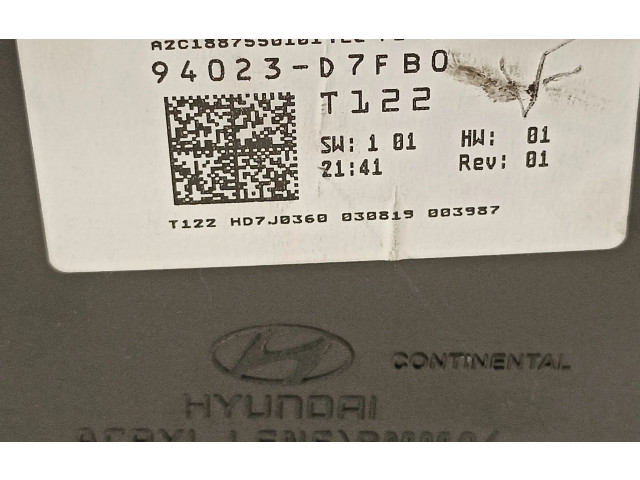 94023-D7FB0
T122
SW: 1 01 HW: 01
21:41 Rev: 01
T122 HD7J0360 030819 003987
CONTINENTAL
HYUNDAI